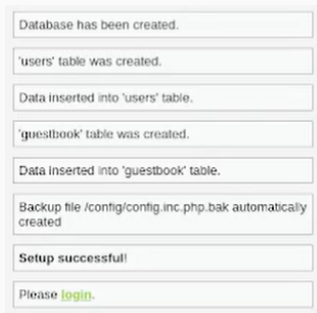 Database has been created.
'users' table was created.
Data inserted into 'users' table.
'guestbook' table was created.
Data inserted into 'guestbook' table.
Backup file /config/config.inc.php.bak automatically
created
Setup successful!
Please login.